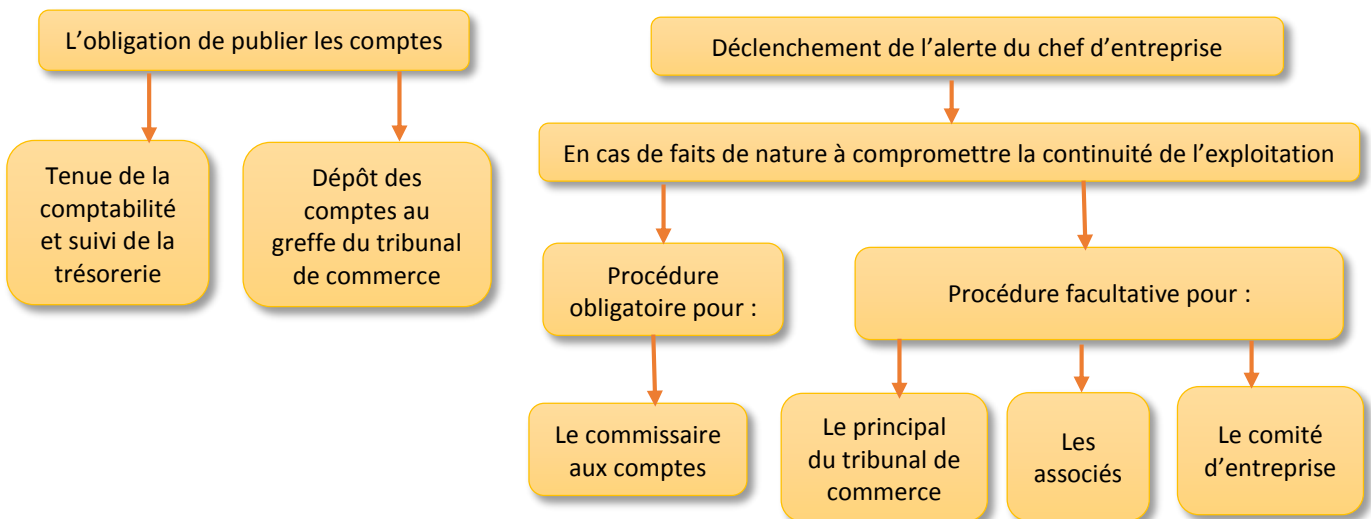 L’obligation de publier les comptes
Tenue de la
comptabilité
et suivi de la
trésorerie
Dépôt des
comptes au
greffe du tribunal
de commerce
Déclenchement de l’alerte du chef d’entreprise
En cas de faits de nature à compromettre la continuité de l’exploitation
Procédure
obligatoire pour :
Procédure facultative pour :
Le commissaire
aux comptes
Le principal
du tribunal de
commerce
Les
associés
Le comité
d’entreprise